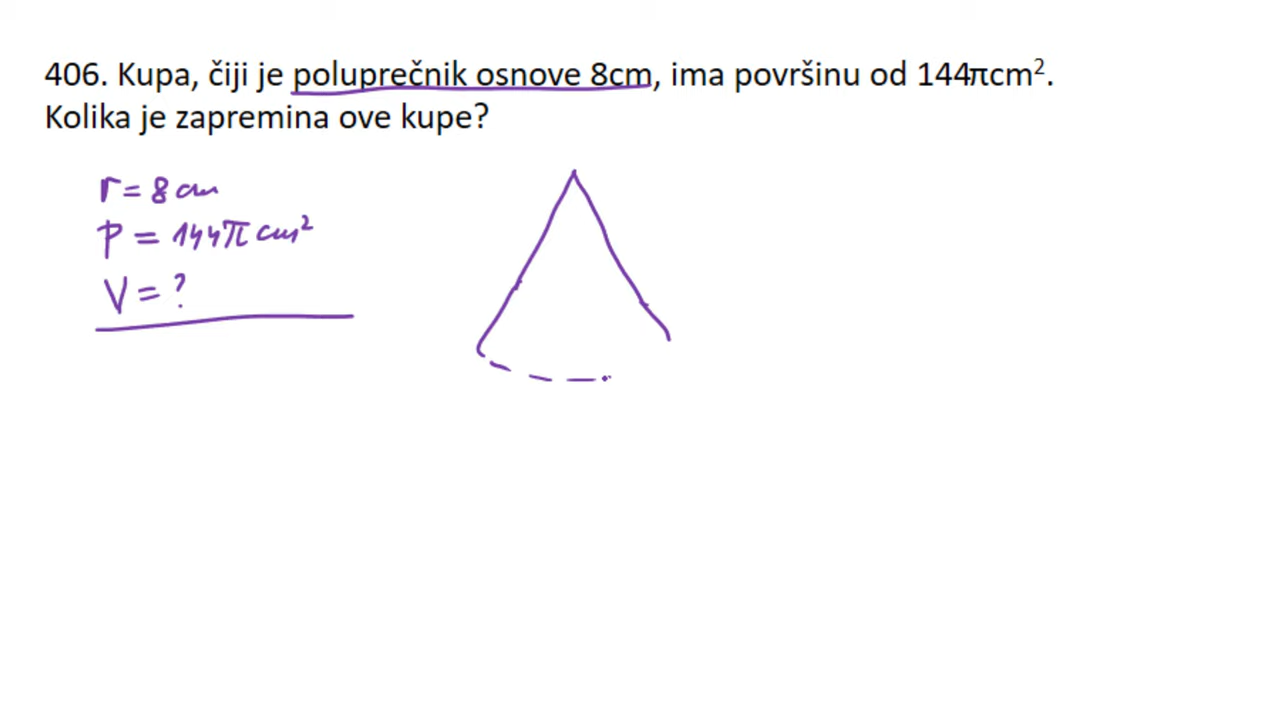 406. Kupa, čiji je poluprečnik osnove 8cm, ima površinu od 144πcm².
Kolika je zapremina ove kupe?
r = 8 cm
P = 144π cm²
V = ?